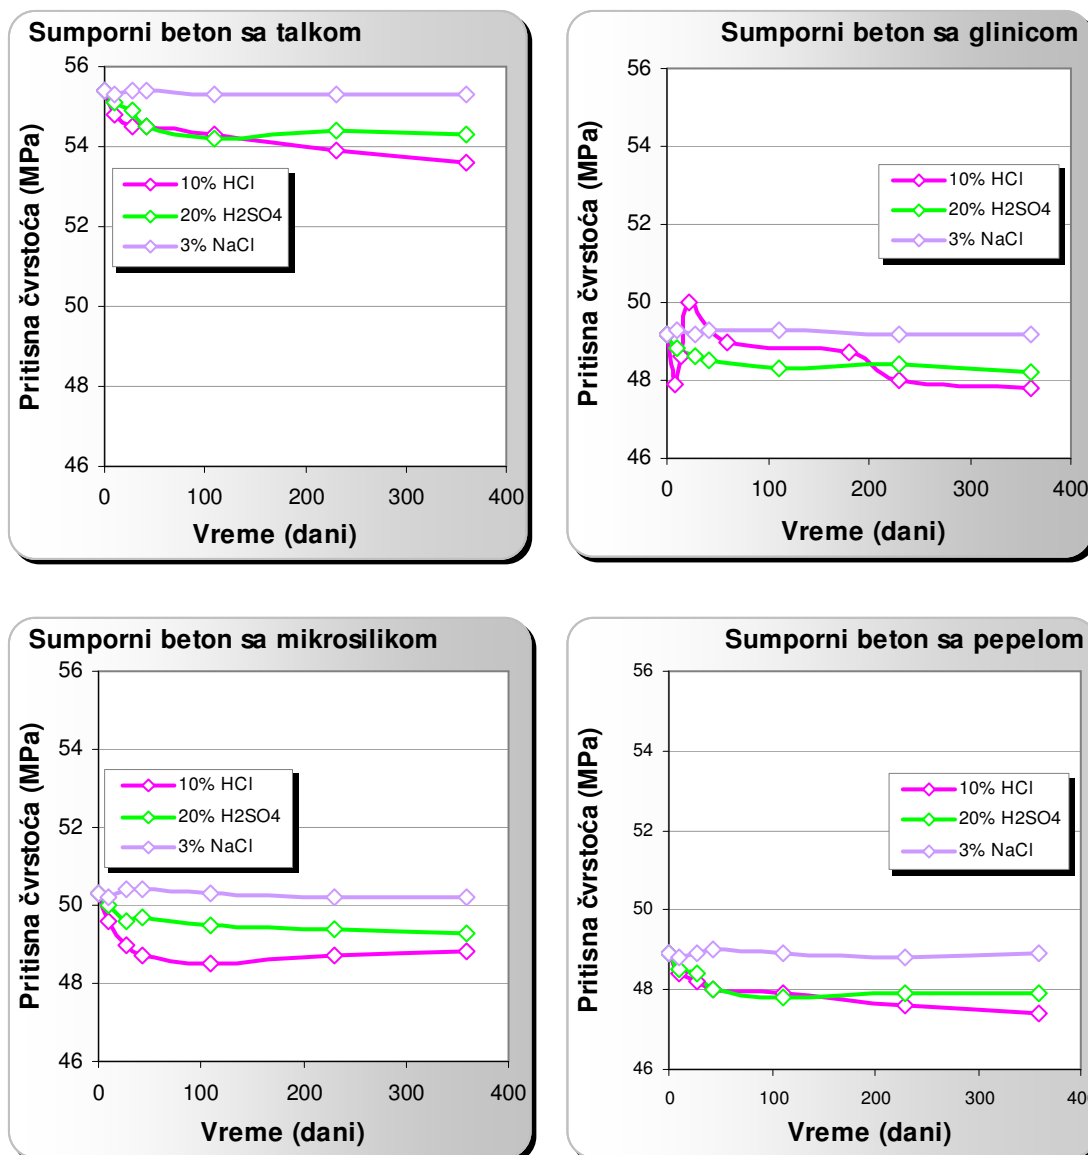 Sumporni beton sa talkom
Pritisna čvrstoća (MPa)
56
54
52
50
48
46
10% HCl
20% H2SO4
3% NaCl
0 100 200 300 400
Vreme (dani)
Sumporni beton sa glinicom
Pritisna čvrstoća (MPa)
56
54
52
50
48
46
10% HCl
20% H2SO4
3% NaCl
0 100 200 300 400
Vreme (dani)
Sumporni beton sa mikrosilikom
Pritisna čvrstoća (MPa)
56
54
52
50
48
46
10% HCl
20% H2SO4
3% NaCl
0 100 200 300 400
Vreme (dani)
Sumporni beton sa pepelom
Pritisna čvrstoća (MPa)
56
54
52
50
48
46
10% HCl
20% H2SO4
3% NaCl
0 100 200 300 400
Vreme (dani)